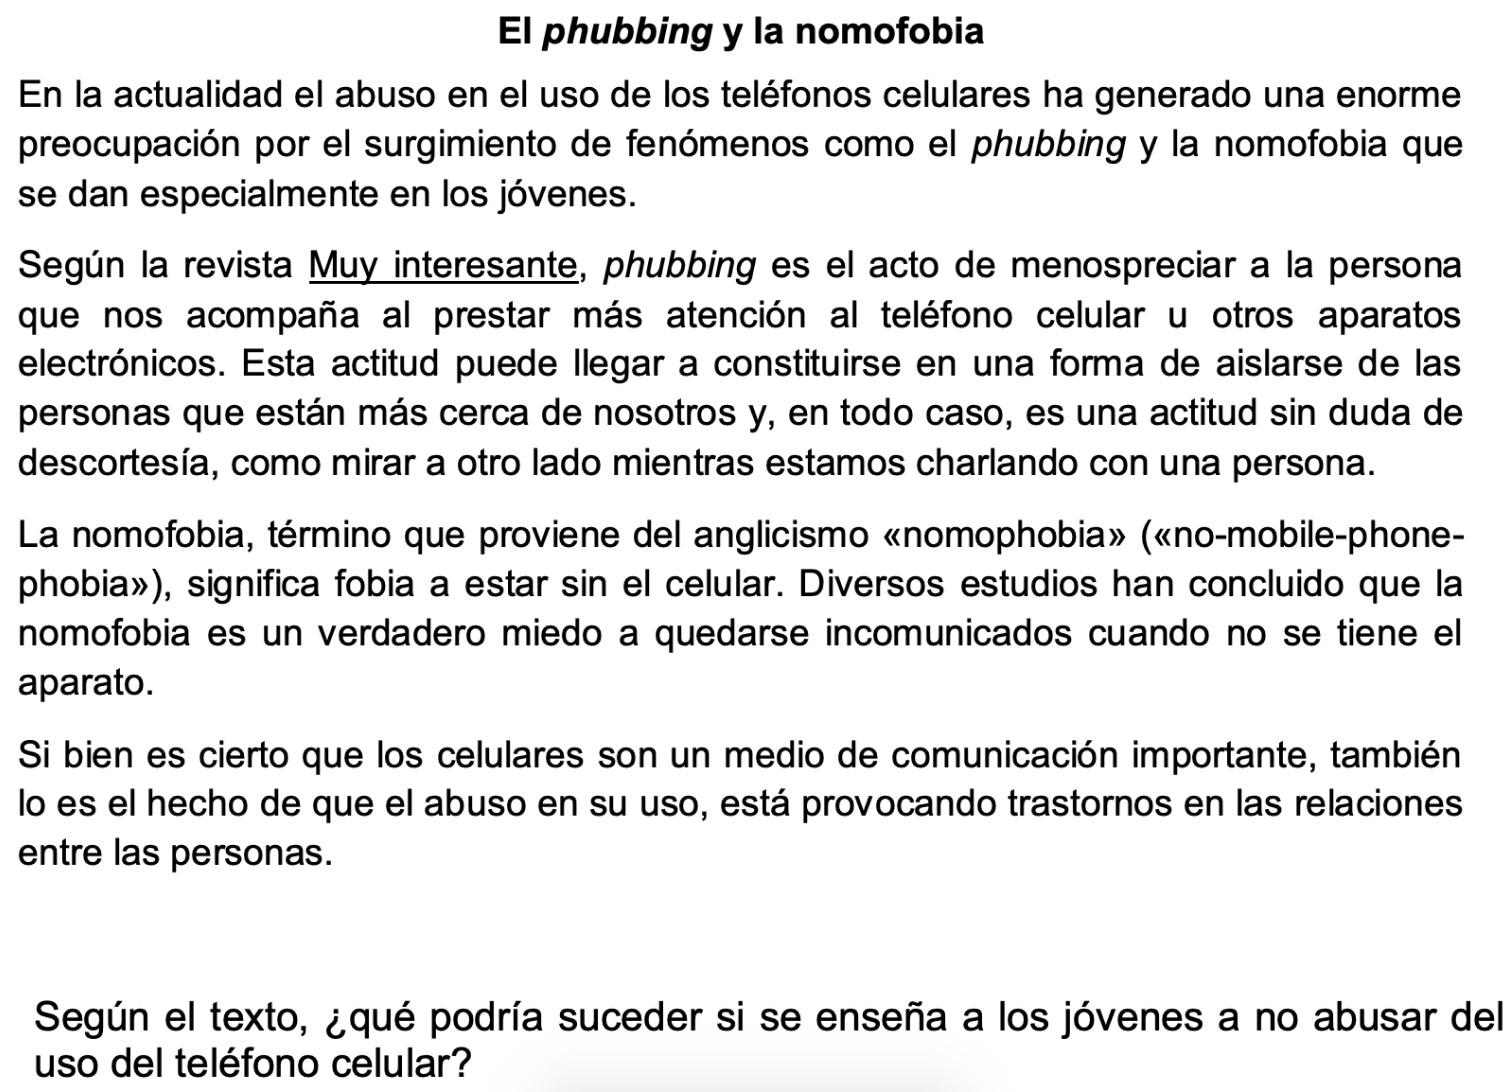 El phubbing y la nomofobia
En la actualidad el abuso en el uso de los teléfonos celulares ha generado una enorme
preocupación por el surgimiento de fenómenos como el phubbing y la nomofobia que
se dan especialmente en los jóvenes.
Según la revista Muy interesante, phubbing es el acto de menospreciar a la persona
que nos acompaña al prestar más atención al teléfono celular u otros aparatos
electrónicos. Esta actitud puede llegar a constituirse en una forma de aislarse de las
personas que están más cerca de nosotros y, en todo caso, es una actitud sin duda de
descortesía, como mirar a otro lado mientras estamos charlando con una persona.
La nomofobia, término que proviene del anglicismo «nomophobia» («no-mobile-phone-
phobia»), significa fobia a estar sin el celular. Diversos estudios han concluido que la
nomofobia es un verdadero miedo a quedarse incomunicados cuando no se tiene el
aparato.
Si bien es cierto que los celulares son un medio de comunicación importante, también
lo es el hecho de que el abuso en su uso, está provocando trastornos en las relaciones
entre las personas.
Según el texto, ¿qué podría suceder si se enseña a los jóvenes a no abusar del
uso del teléfono celular?